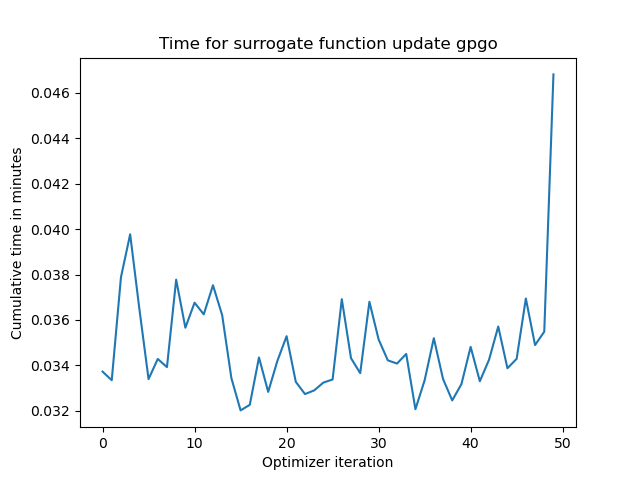 Time for surrogate function update gpgo
Cumulative time in minutes
0.046
0.044
0.042
0.040
0.038
0.036
0.034
0.032
0 10 20 30 40 50
Optimizer iteration